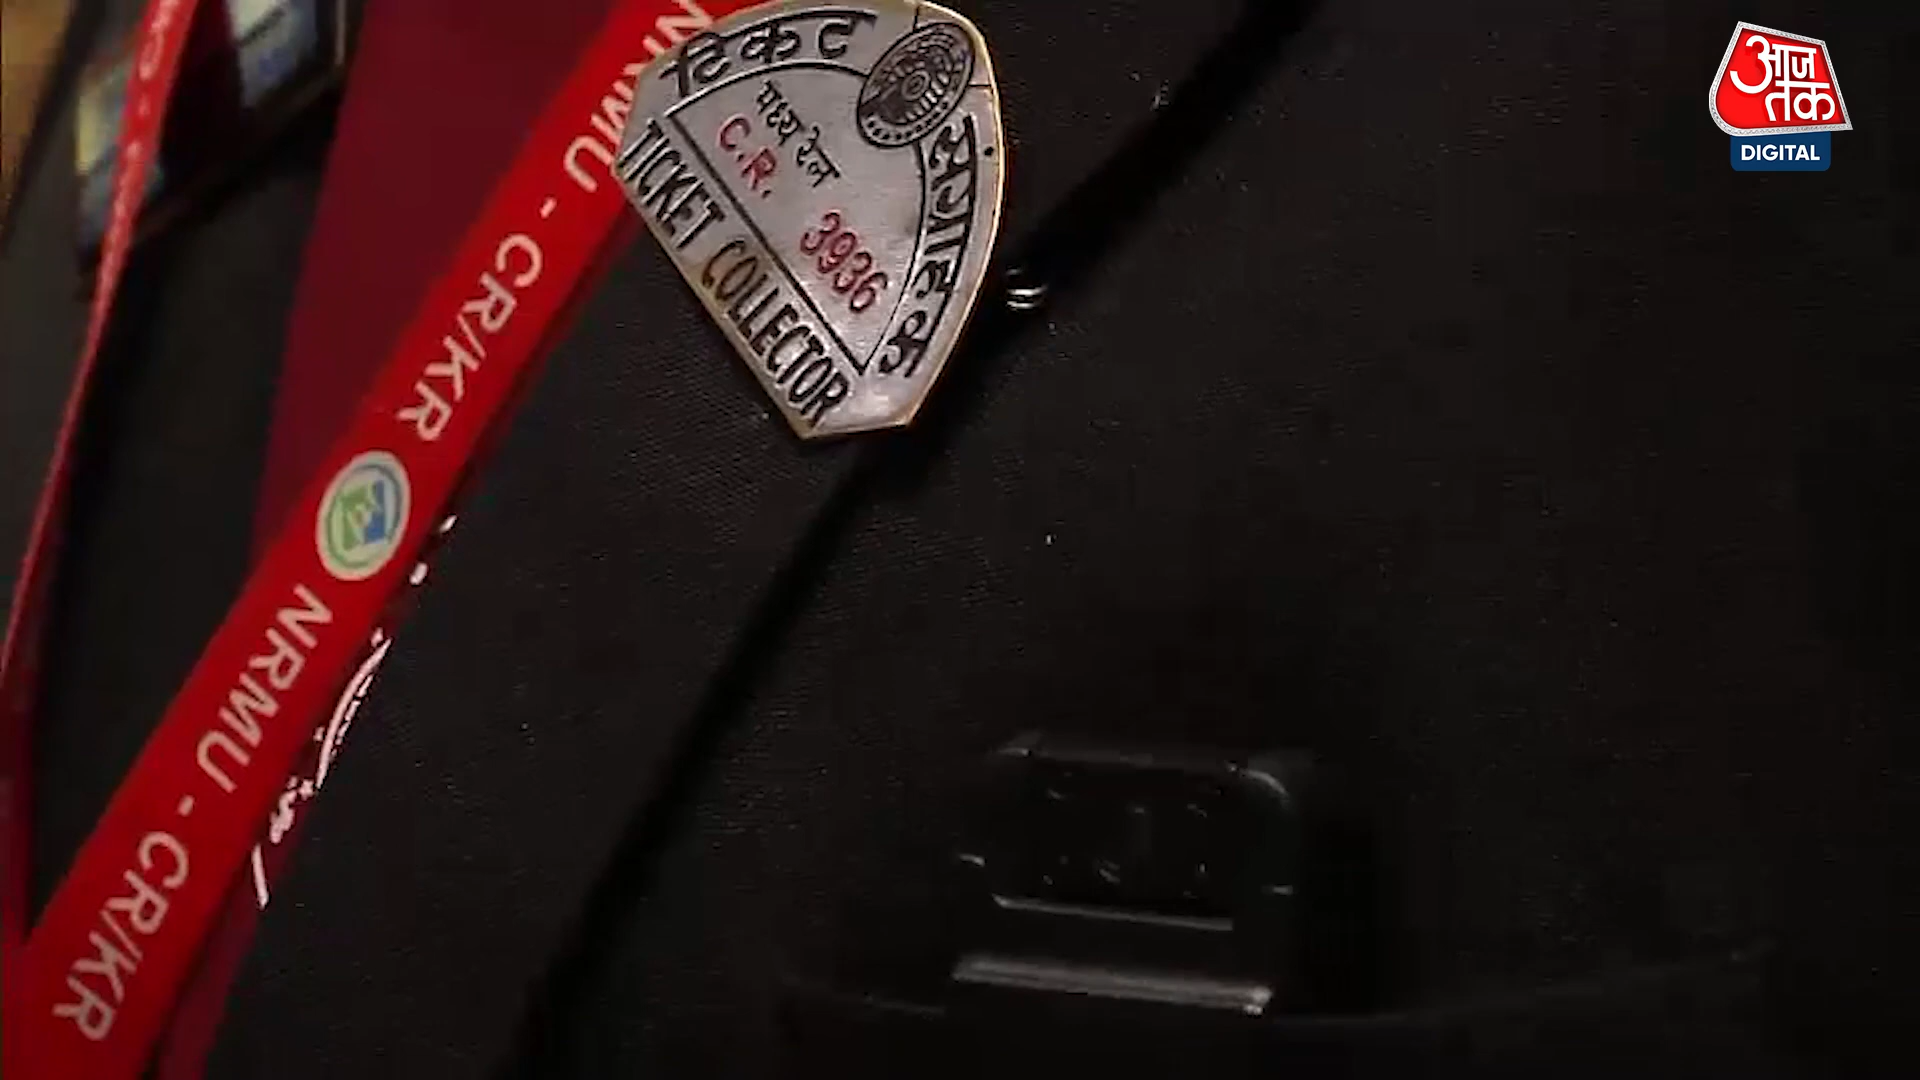 टिकट
संग्राहक
मध्य रेल
C.R.
3936
TICKET COLLECTOR
NRMU - CR/KR
NRMU - CR/KR
आज
तक
DIGITAL